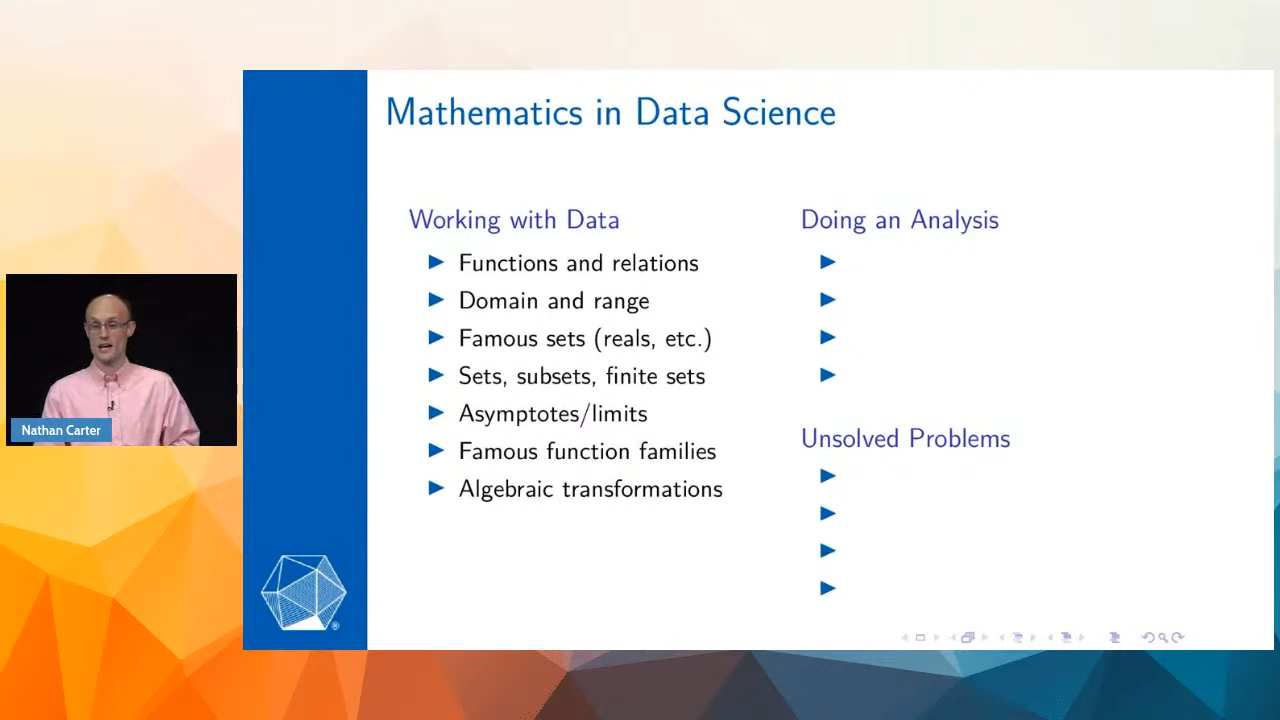 Mathematics in Data Science
Working with Data
Functions and relations
Domain and range
Famous sets (reals, etc.)
Sets, subsets, finite sets
Asymptotes/limits
Famous function families
Algebraic transformations
Doing an Analysis
Unsolved Problems
Nathan Carter
®